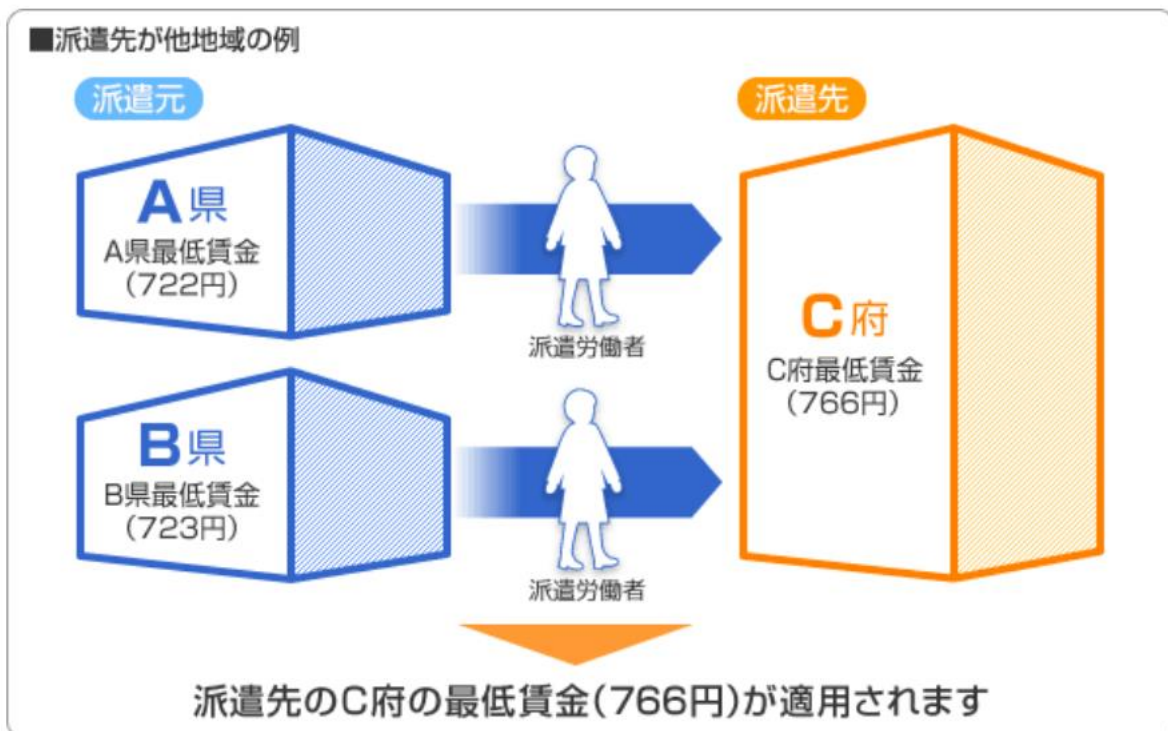 ■派遣先が他地域の例
派遣元
派遣先
A県
A県最低賃金
(722円)
派遣労働者
B県
B県最低賃金
(723円)
派遣労働者
C府
C府最低賃金
(766円)
派遣先のC府の最低賃金(766円)が適用されます